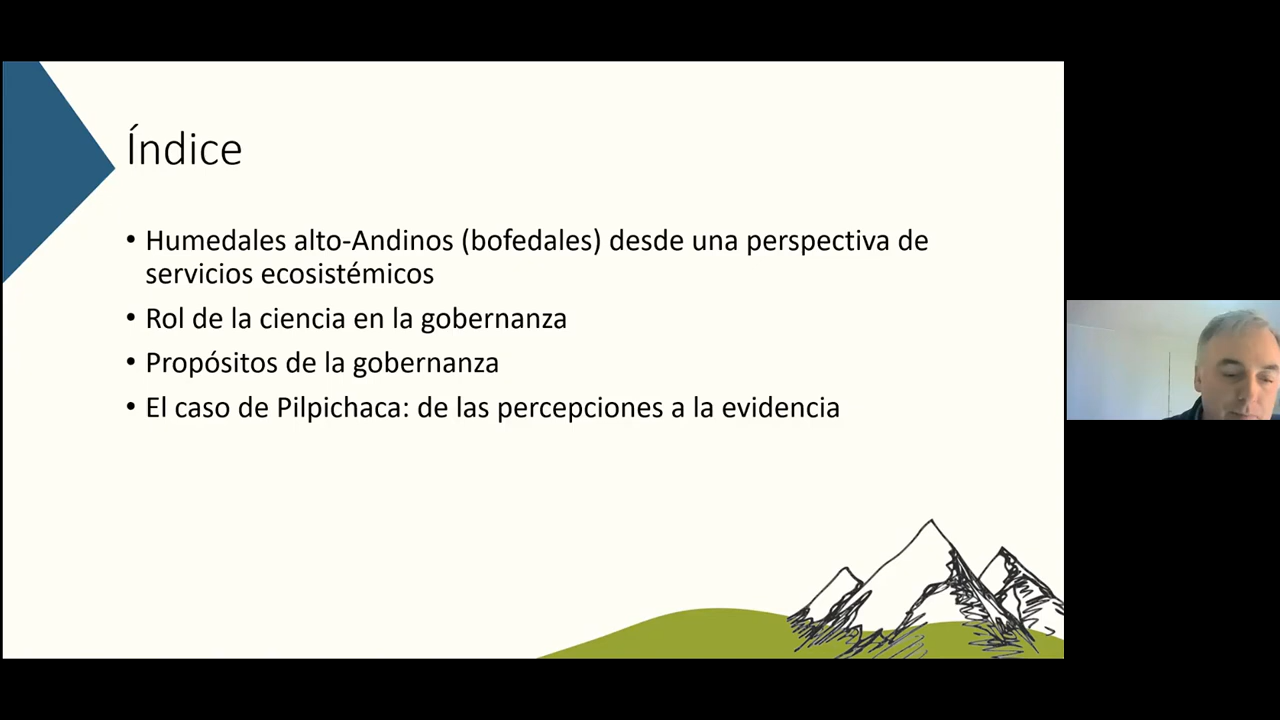 Índice
• Humedales alto-Andinos (bofedales) desde una perspectiva de
servicios ecosistémicos
• Rol de la ciencia en la gobernanza
• Propósitos de la gobernanza
• El caso de Pilpichaca: de las percepciones a la evidencia